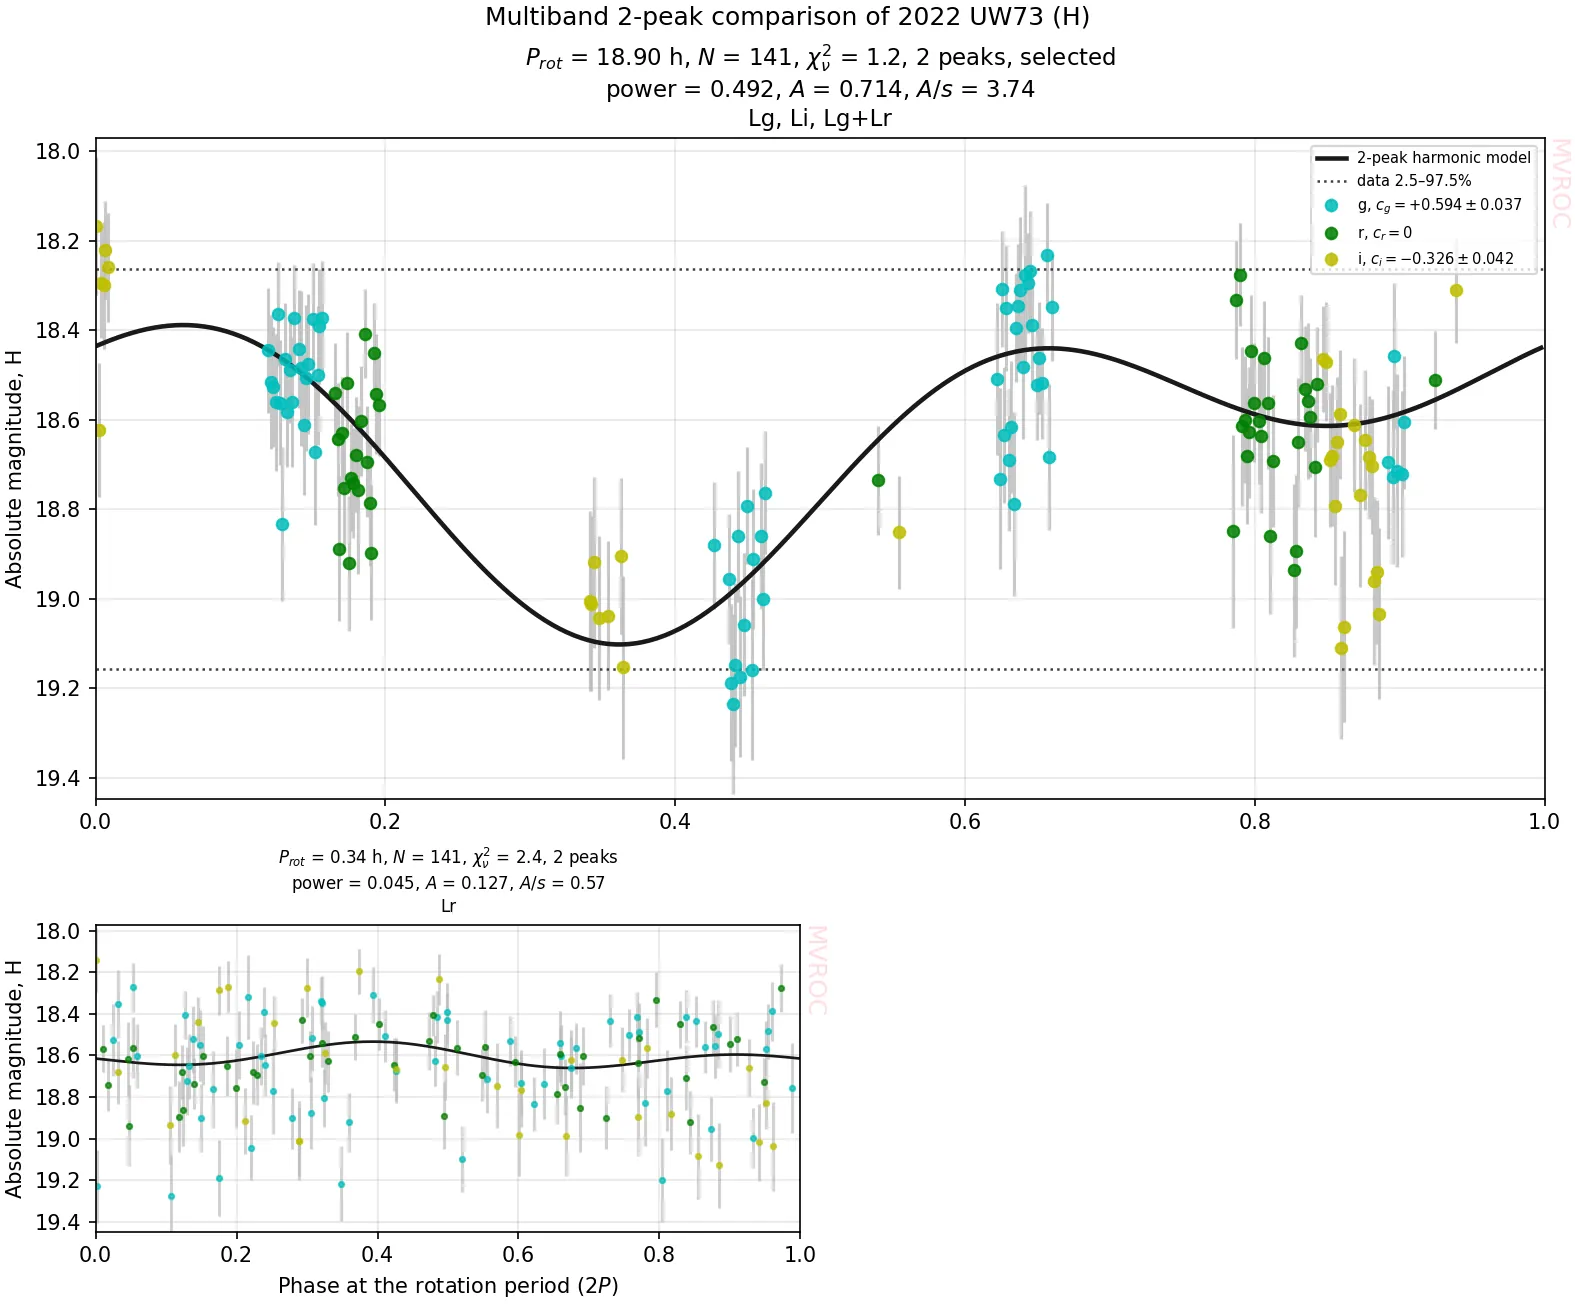 Multiband 2-peak comparison of 2022 UW73 (H)
P_rot = 18.90 h, N = 141, χ²_ν = 1.2, 2 peaks, selected
power = 0.492, A = 0.714, A/s = 3.74
Lg, Li, Lg+Lr
Absolute magnitude, H
18.0
18.2
18.4
18.6
18.8
19.0
19.2
19.4
2-peak harmonic model
data 2.5–97.5%
g, c_g = +0.594 ± 0.037
r, c_r = 0
i, c_i = −0.326 ± 0.042
MVROC
0.0 0.2 0.4 0.6 0.8 1.0
P_rot = 0.34 h, N = 141, χ²_ν = 2.4, 2 peaks
power = 0.045, A = 0.127, A/s = 0.57
Lr
Absolute magnitude, H
18.0
18.2
18.4
18.6
18.8
19.0
19.2
19.4
MVROC
0.0 0.2 0.4 0.6 0.8 1.0
Phase at the rotation period (2P)